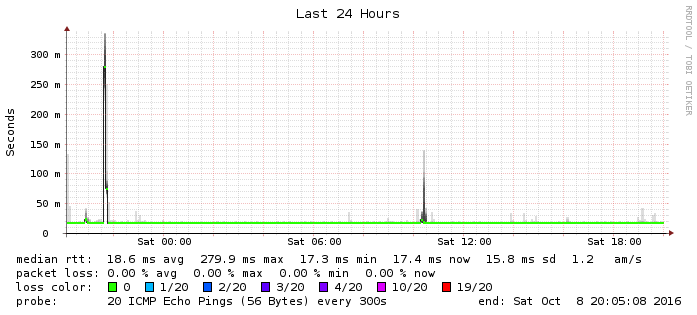 Last 24 Hours
RRDTOOL / TOBI OETIKER
Seconds
300 m
250 m
200 m
150 m
100 m
50 m
0
Sat 00:00 Sat 06:00 Sat 12:00 Sat 18:00
median rtt: 18.6 ms avg 279.9 ms max 17.3 ms min 17.4 ms now 15.8 ms sd 1.2 am/s
packet loss: 0.00 % avg 0.00 % max 0.00 % min 0.00 % now
loss color: 0 1/20 2/20 3/20 4/20 10/20 19/20
probe: 20 ICMP Echo Pings (56 Bytes) every 300s end: Sat Oct 8 20:05:08 2016